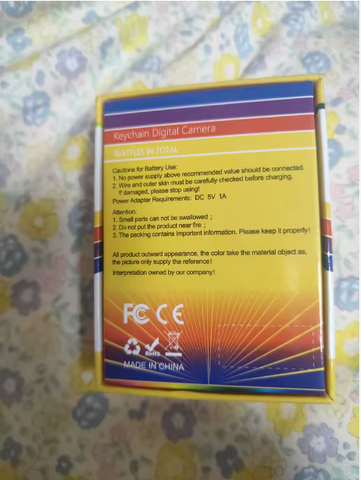 Keychain Digital Camera
6 STYLES IN TOTAL
Cautions for Battery Use:
1. No power supply above recommended value should be connected.
2. Wire and outer skin must be carefully checked before charging.
If damaged, please stop using!
Power Adapter Requirements: DC 5V 1A
Attention:
1. Small parts can not be swallowed ;
2. Do not put the product near fire ;
3. The packing contains important information. Please keep it properly!
All product outward appearance, the color take the material object as,
the picture only supply the reference!
Interpretation owned by our company!
FC CE
RoHS
MADE IN CHINA